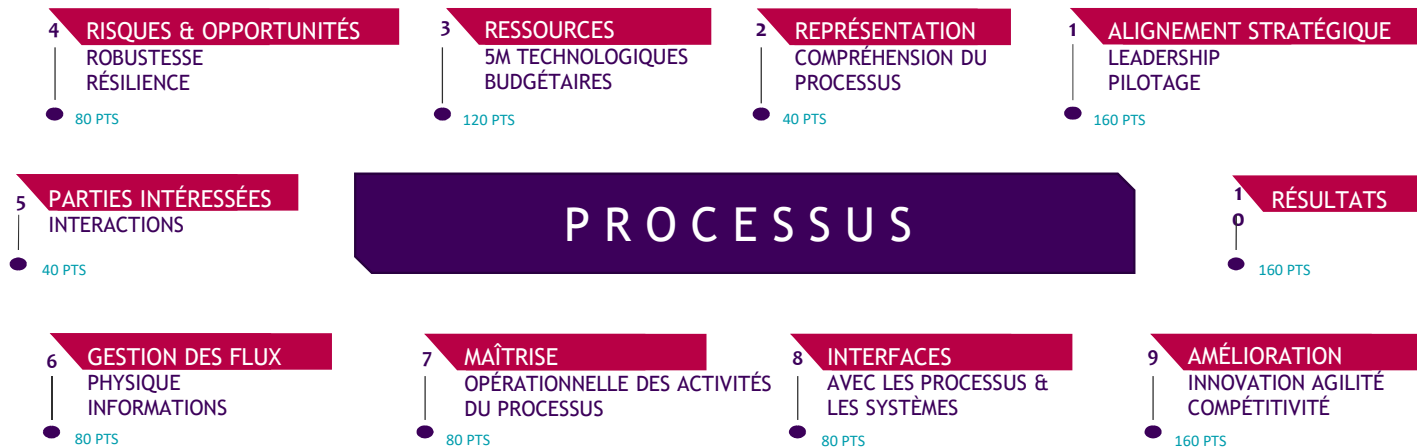 4 RISQUES & OPPORTUNITÉS
ROBUSTESSE
RÉSILIENCE
80 PTS
3 RESSOURCES
5M TECHNOLOGIQUES
BUDGÉTAIRES
120 PTS
2 REPRÉSENTATION
COMPRÉHENSION DU
PROCESSUS
40 PTS
1 ALIGNEMENT STRATÉGIQUE
LEADERSHIP
PILOTAGE
160 PTS
5 PARTIES INTÉRESSÉES
INTERACTIONS
40 PTS
PROCESSUS
10 RÉSULTATS
160 PTS
6 GESTION DES FLUX
PHYSIQUE
INFORMATIONS
80 PTS
7 MAÎTRISE
OPÉRATIONNELLE DES ACTIVITÉS
DU PROCESSUS
80 PTS
8 INTERFACES
AVEC LES PROCESSUS &
LES SYSTÈMES
80 PTS
9 AMÉLIORATION
INNOVATION AGILITÉ
COMPÉTITIVITÉ
160 PTS